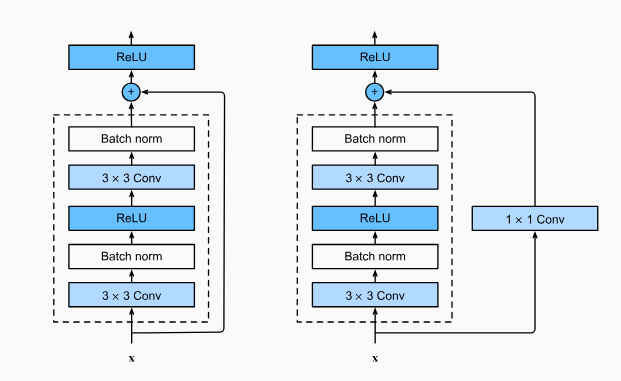 ReLU
+
Batch norm
3 × 3 Conv
ReLU
Batch norm
3 × 3 Conv
x
ReLU
+
Batch norm
3 × 3 Conv
ReLU
1 × 1 Conv
Batch norm
3 × 3 Conv
x